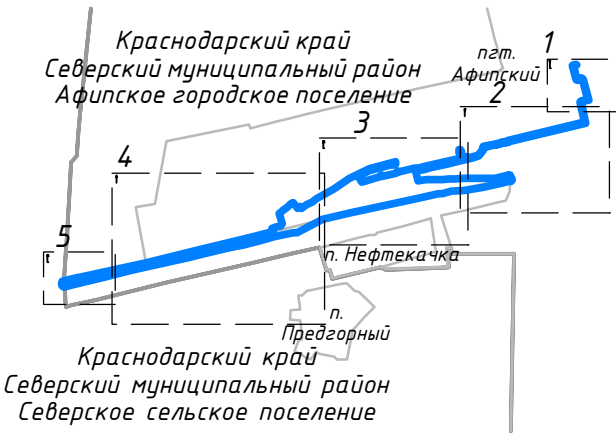 Краснодарский край
Северский муниципальный район
Афипское городское поселение
пгт.
Афипский
1
2
3
4
5
п. Нефтекачка
п.
Предгорный
Краснодарский край
Северский муниципальный район
Северское сельское поселение